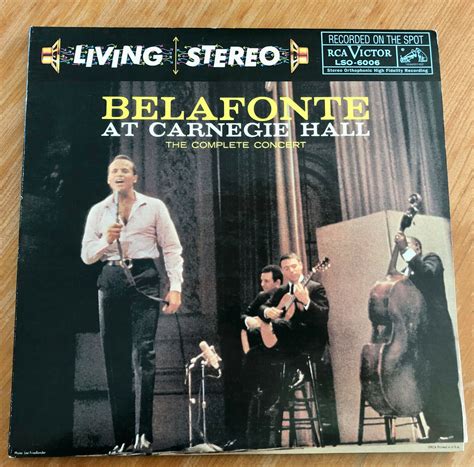 LIVING STEREO
RECORDED ON THE SPOT
RCA VICTOR
LSO-6006
Stereo-Orthophonic High Fidelity Recording
BELAFONTE
AT CARNEGIE HALL
THE COMPLETE CONCERT